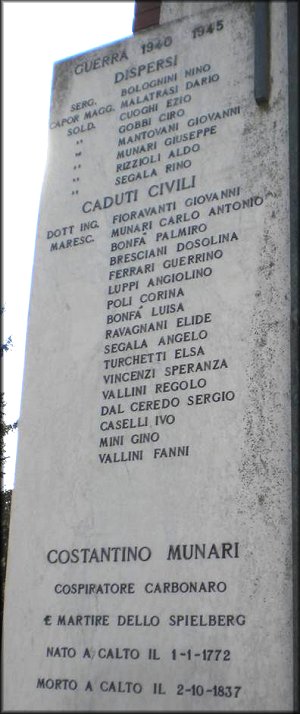 GUERRA 1940 1945
DISPERSI
SERG. BOLOGNINI NINO
CAPOR MAGG. MALATRASI DARIO
SOLD. CUOGHI EZIO
" GOBBI CIRO
" MANTOVANI GIOVANNI
" MUNARI GIUSEPPE
" RIZZIOLI ALDO
" SEGALA RINO
CADUTI CIVILI
DOTT ING. FIORAVANTI GIOVANNI
MARESC. MUNARI CARLO ANTONIO
BONFA' PALMIRO
BRESCIANI DOSOLINA
FERRARI GUERRINO
LUPPI ANGIOLINO
POLI CORINA
BONFA' LUISA
RAVAGNANI ELIDE
SEGALA ANGELO
TURCHETTI ELSA
VINCENZI SPERANZA
VALLINI REGOLO
DAL CEREDO SERGIO
CASELLI IVO
MINI GINO
VALLINI FANNI
COSTANTINO MUNARI
COSPIRATORE CARBONARO
E MARTIRE DELLO SPIELBERG
NATO A CALTO IL 1-1-1772
MORTO A CALTO IL 2-10-1837